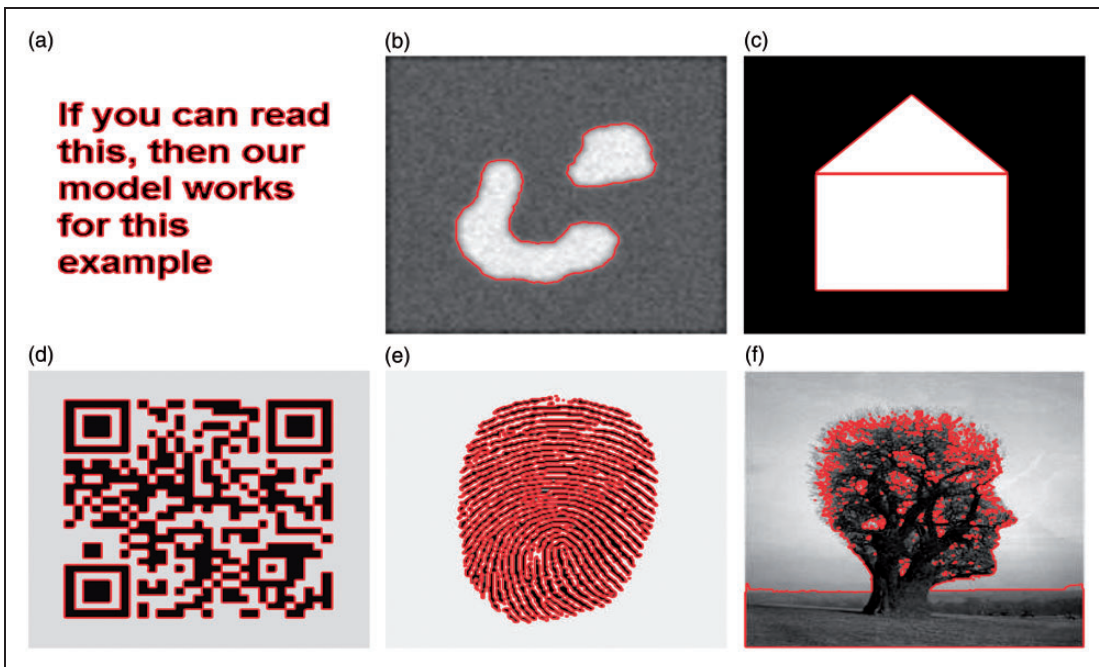 (a)
(b)
(c)
If you can read
this, then our
model works
for this
example
(d)
(e)
(f)